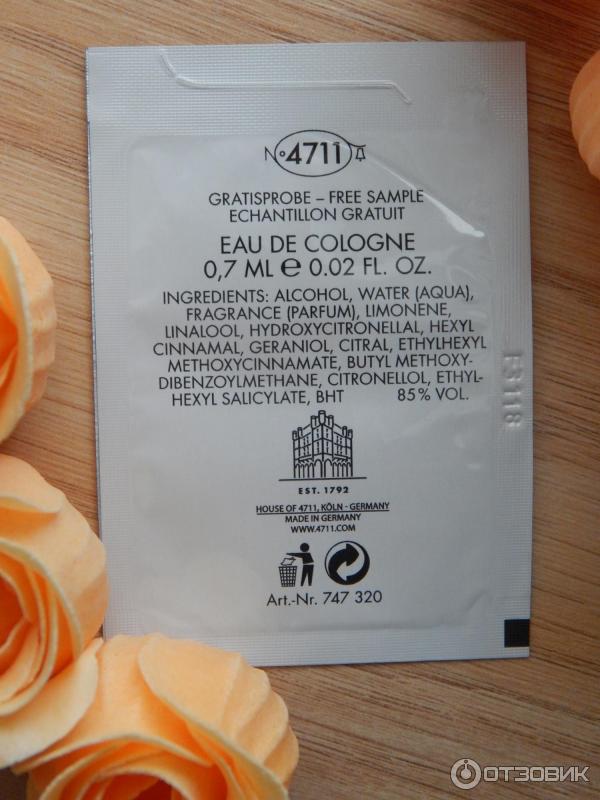 Nº 4711
GRATISPROBE – FREE SAMPLE
ECHANTILLON GRATUIT
EAU DE COLOGNE
0,7 ML ℮ 0.02 FL. OZ.
INGREDIENTS: ALCOHOL, WATER (AQUA),
FRAGRANCE (PARFUM), LIMONENE,
LINALOOL, HYDROXYCITRONELLAL, HEXYL
CINNAMAL, GERANIOL, CITRAL, ETHYLHEXYL
METHOXYCINNAMATE, BUTYL METHOXY-
DIBENZOYLMETHANE, CITRONELLOL, ETHYL-
HEXYL SALICYLATE, BHT 85% VOL.
EST. 1792
HOUSE OF 4711, KÖLN - GERMANY
MADE IN GERMANY
WWW.4711.COM
Art.-Nr. 747 320
ОТЗОВИК